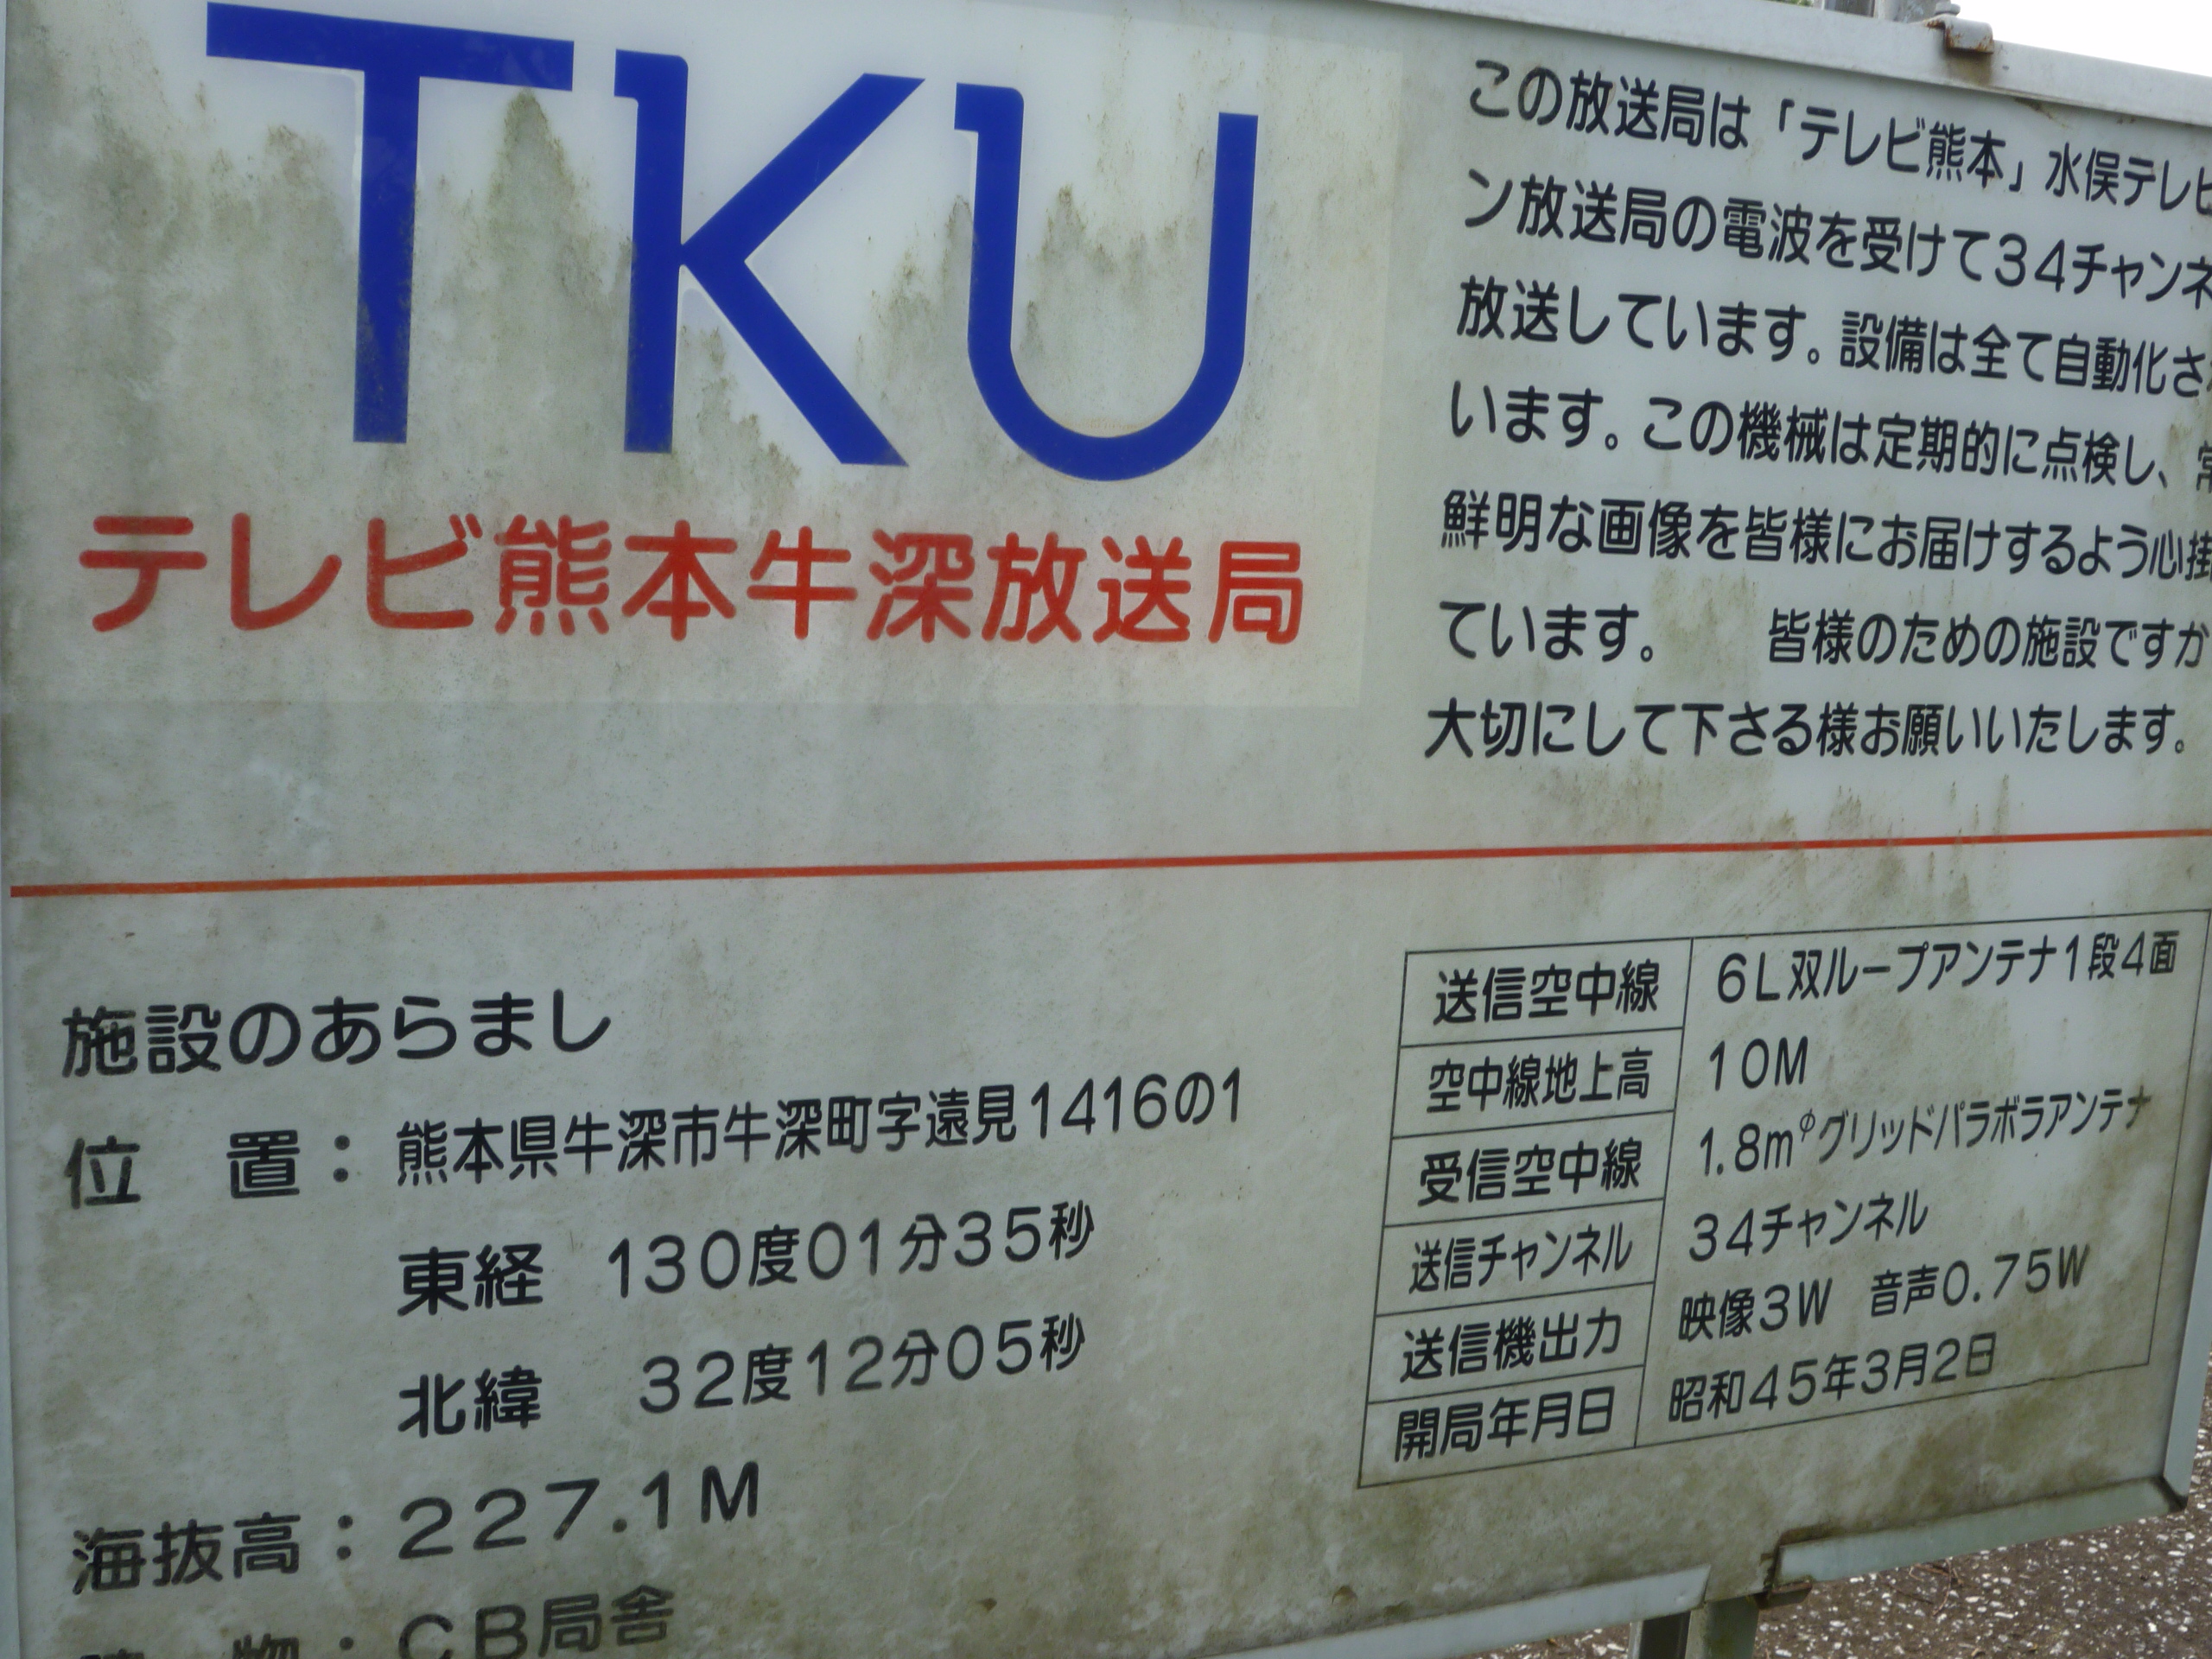 TKU
テレビ熊本牛深放送局
この放送局は「テレビ熊本」水俣テレビ
ン放送局の電波を受けて34チャンネ
放送しています。設備は全て自動化さ
います。この機械は定期的に点検し、
鮮明な画像を皆様にお届けするよう心掛
ています。 皆様のための施設ですか
大切にして下さる様お願いいたします。
施設のあらまし
位 置：熊本県牛深市牛深町字遠見1416の1
東経 130度01分35秒
北緯 32度12分05秒
海抜高：227.1M
建 物：CB局舎
送信空中線 6L双ループアンテナ1段4面
空中線地上高 10M
受信空中線 1.8mφグリッドパラボラアンテナ
送信チャンネル 34チャンネル
送信機出力 映像3W 音声0.75W
開局年月日 昭和45年3月2日